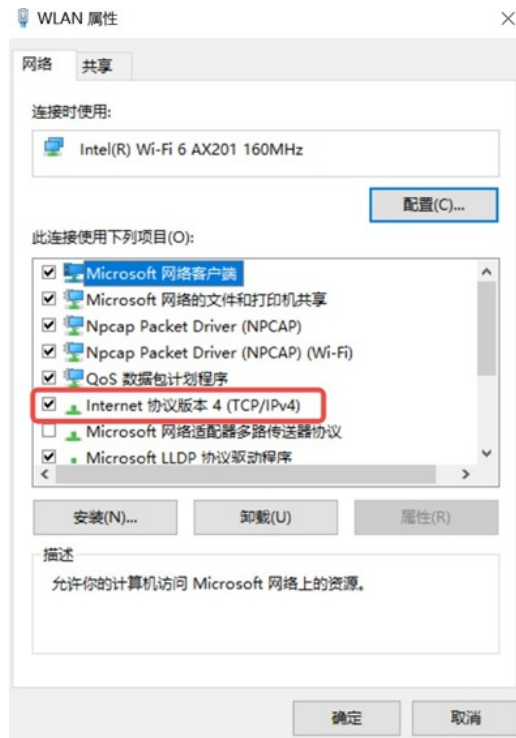 WLAN 属性
网络
共享
连接时使用:
Intel(R) Wi-Fi 6 AX201 160MHz
配置(C)...
此连接使用下列项目(O):
Microsoft 网络客户端
Microsoft 网络的文件和打印机共享
Npcap Packet Driver (NPCAP)
Npcap Packet Driver (NPCAP) (Wi-Fi)
QoS 数据包计划程序
Internet 协议版本 4 (TCP/IPv4)
Microsoft 网络适配器多路传送器协议
Microsoft LLDP 协议驱动程序
安装(N)...
卸载(U)
属性(R)
描述
允许你的计算机访问 Microsoft 网络上的资源。
确定
取消